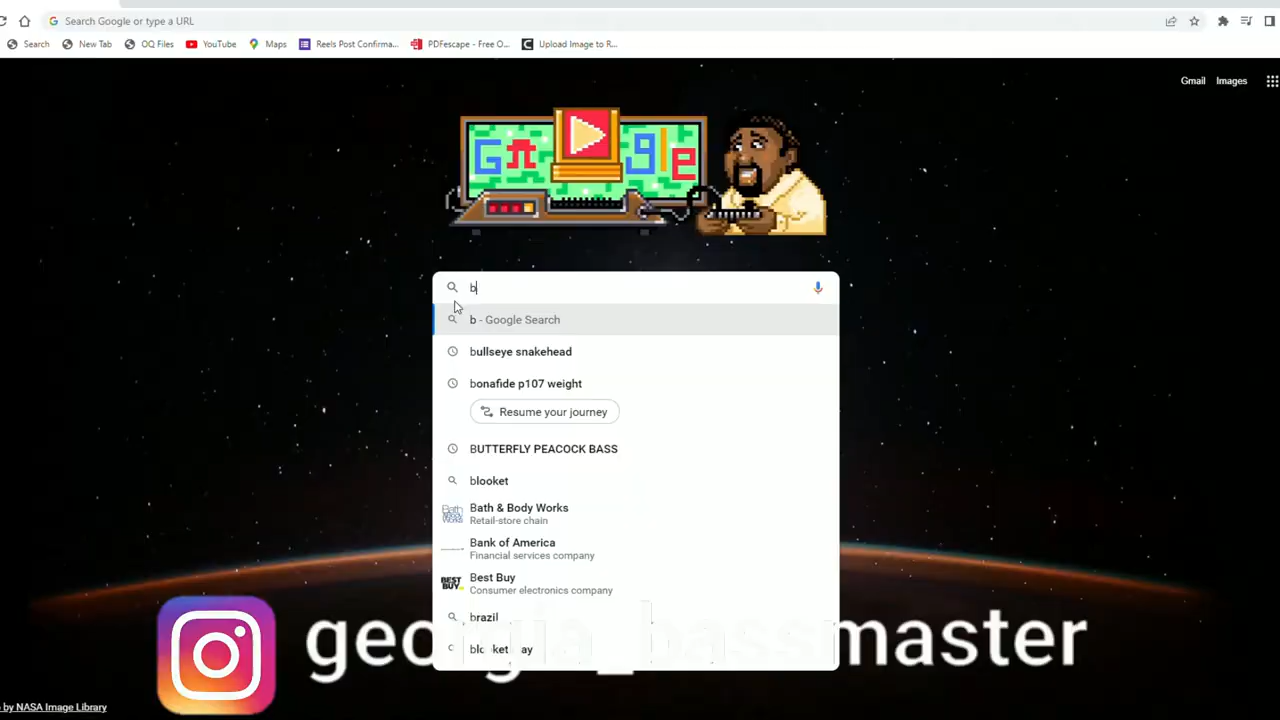 Search Google or type a URL
Search
New Tab
OQ Files
YouTube
Maps
Reels Post Confirma...
PDFescape - Free O...
Upload Image to R...
Gmail
Images
Gπgle
b
b - Google Search
bullseye snakehead
bonafide p107 weight
Resume your journey
BUTTERFLY PEACOCK BASS
blooket
Bath & Body Works
Retail-store chain
Bank of America
Financial services company
BEST BUY
Best Buy
Consumer electronics company
brazil
georgia_bassmaster
by NASA Image Library